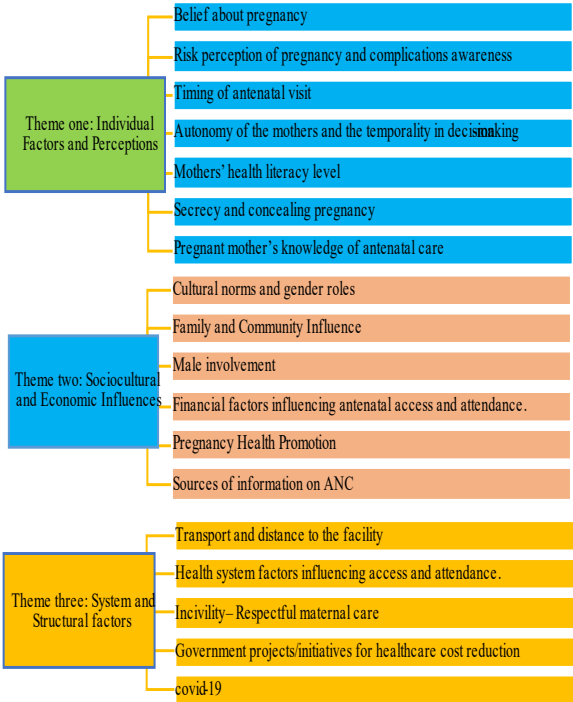 Belief about pregnancy
Risk perception of pregnancy and complications awareness
Timing of antenatal visit
Theme one: Individual
Factors and Perceptions
Autonomy of the mothers and the temporality in decisionmaking
Mothers' health literacy level
Secrecy and concealing pregnancy
Pregnant mother's knowledge of antenatal care
Cultural norms and gender roles
Family and Community Influence
Male involvement
Theme two: Sociocultural
and Economic Influences
Financial factors influencing antenatal access and attendance.
Pregnancy Health Promotion
Sources of information on ANC
Transport and distance to the facility
Health system factors influencing access and attendance.
Theme three: System and
Structural factors
Incivility– Respectful maternal care
Government projects/initiatives for healthcare cost reduction
covid-19